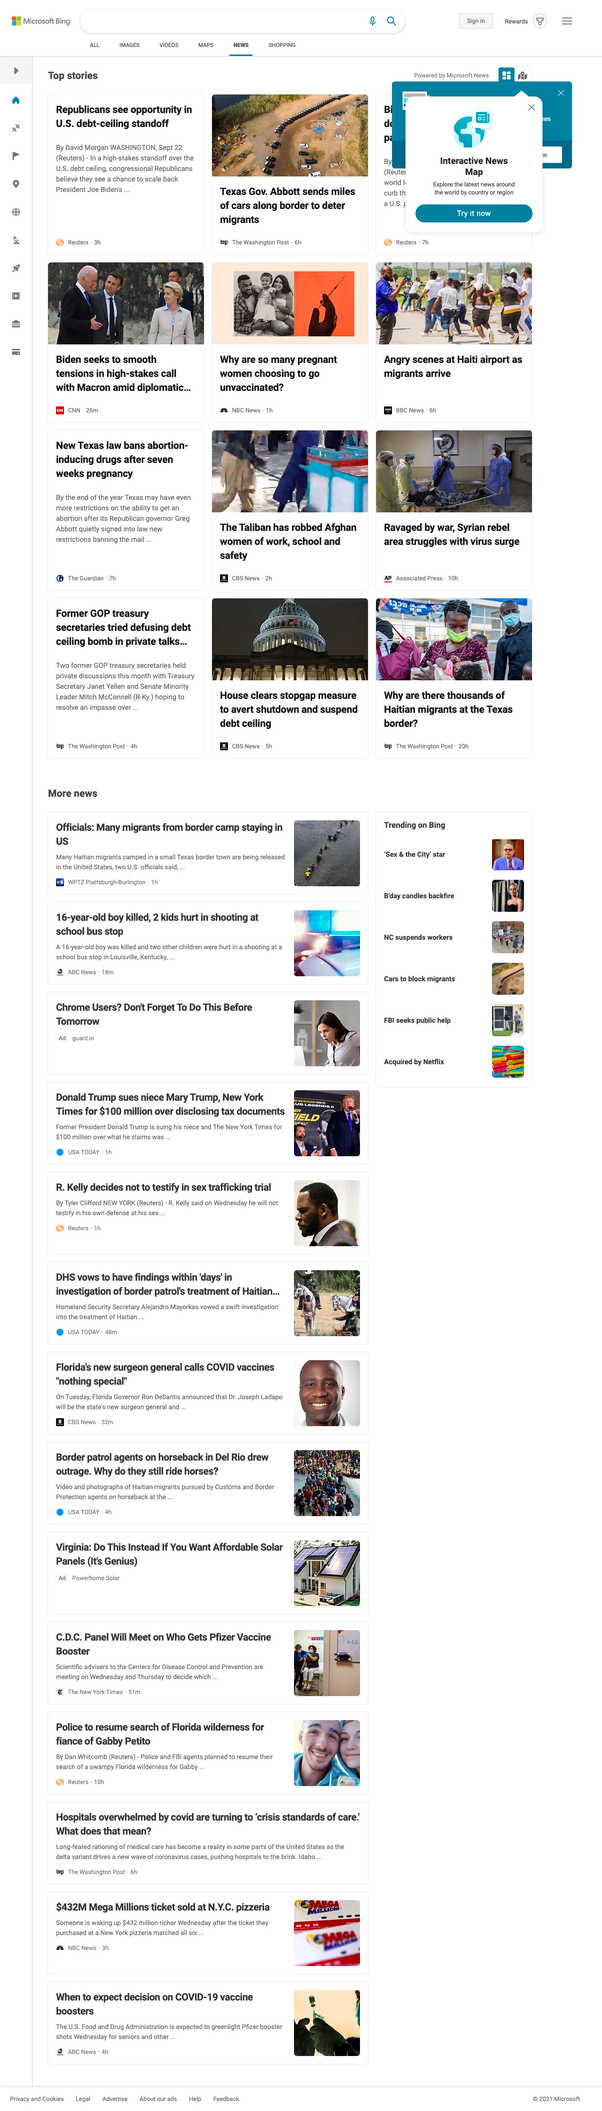 Microsoft Bing
Sign in
Rewards
ALL
IMAGES
VIDEOS
MAPS
NEWS
SHOPPING
Top stories
Powered by Microsoft News
Republicans see opportunity in
U.S. debt-ceiling standoff
By David Morgan WASHINGTON, Sept 22
(Reuters) - In a high-stakes standoff over the
U.S. debt ceiling, congressional Republicans
believe they see a chance to scale back
President Joe Biden's ...
Reuters · 3h
Texas Gov. Abbott sends miles
of cars along border to deter
migrants
The Washington Post · 6h
Reuters · 7h
Interactive News
Map
Explore the latest news around
the world by country or region
Try it now
Biden seeks to smooth
tensions in high-stakes call
with Macron amid diplomatic...
CNN · 26m
Why are so many pregnant
women choosing to go
unvaccinated?
NBC News · 1h
Angry scenes at Haiti airport as
migrants arrive
BBC News · 6h
New Texas law bans abortion-
inducing drugs after seven
weeks pregnancy
By the end of the year Texas may have even
more restrictions on the ability to get an
abortion after its Republican governor Greg
Abbott quietly signed into law new
restrictions banning the mail ...
The Guardian · 7h
The Taliban has robbed Afghan
women of work, school and
safety
CBS News · 2h
Ravaged by war, Syrian rebel
area struggles with virus surge
AP Associated Press · 10h
Former GOP treasury
secretaries tried defusing debt
ceiling bomb in private talks...
Two former GOP treasury secretaries held
private discussions this month with Treasury
Secretary Janet Yellen and Senate Minority
Leader Mitch McConnell (R-Ky.) hoping to
resolve an impasse over ...
The Washington Post · 4h
House clears stopgap measure
to avert shutdown and suspend
debt ceiling
CBS News · 5h
Why are there thousands of
Haitian migrants at the Texas
border?
The Washington Post · 20h
More news
Officials: Many migrants from border camp staying in
US
Many Haitian migrants camped in a small Texas border town are being released
in the United States, two U.S. officials said, ...
WPTZ Plattsburgh-Burlington · 1h
16-year-old boy killed, 2 kids hurt in shooting at
school bus stop
A 16-year-old boy was killed and two other children were hurt in a shooting at a
school bus stop in Louisville, Kentucky, ...
ABC News · 18m
Chrome Users? Don't Forget To Do This Before
Tomorrow
Ad guard.io
Donald Trump sues niece Mary Trump, New York
Times for $100 million over disclosing tax documents
Former President Donald Trump is suing his niece and The New York Times for
$100 million over what he claims was ...
USA TODAY · 1h
R. Kelly decides not to testify in sex trafficking trial
By Tyler Clifford NEW YORK (Reuters) - R. Kelly said on Wednesday he will not
testify in his own defense at his sex ...
Reuters · 1h
DHS vows to have findings within 'days' in
investigation of border patrol's treatment of Haitian...
Homeland Security Secretary Alejandro Mayorkas vowed a swift investigation
into the treatment of Haitian ...
USA TODAY · 48m
Florida's new surgeon general calls COVID vaccines
"nothing special"
On Tuesday, Florida Governor Ron DeSantis announced that Dr. Joseph Ladapo
will be the state's new surgeon general and ...
CBS News · 32m
Border patrol agents on horseback in Del Rio drew
outrage. Why do they still ride horses?
Video and photographs of Haitian migrants pursued by Customs and Border
Protection agents on horseback at the ...
USA TODAY · 4h
Virginia: Do This Instead If You Want Affordable Solar
Panels (It's Genius)
Ad Powerhome Solar
C.D.C. Panel Will Meet on Who Gets Pfizer Vaccine
Booster
Scientific advisers to the Centers for Disease Control and Prevention are
meeting on Wednesday and Thursday to decide which ...
The New York Times · 51m
Police to resume search of Florida wilderness for
fiance of Gabby Petito
By Dan Whitcomb (Reuters) - Police and FBI agents planned to resume their
search of a swampy Florida wilderness for Gabby ...
Reuters · 10h
Hospitals overwhelmed by covid are turning to 'crisis standards of care.'
What does that mean?
Long-feared rationing of medical care has become a reality in some parts of the United States as the
delta variant drives a new wave of coronavirus cases, pushing hospitals to the brink. Idaho ...
The Washington Post · 6h
$432M Mega Millions ticket sold at N.Y.C. pizzeria
Someone is waking up $432 million richer Wednesday after the ticket they
purchased at a New York pizzeria matched all six ...
NBC News · 3h
When to expect decision on COVID-19 vaccine
boosters
The U.S. Food and Drug Administration is expected to greenlight Pfizer booster
shots Wednesday for seniors and other ...
ABC News · 4h
Trending on Bing
'Sex & the City' star
B'day candles backfire
NC suspends workers
Cars to block migrants
FBI seeks public help
Acquired by Netflix
Privacy and Cookies
Legal
Advertise
About our ads
Help
Feedback
© 2021 Microsoft